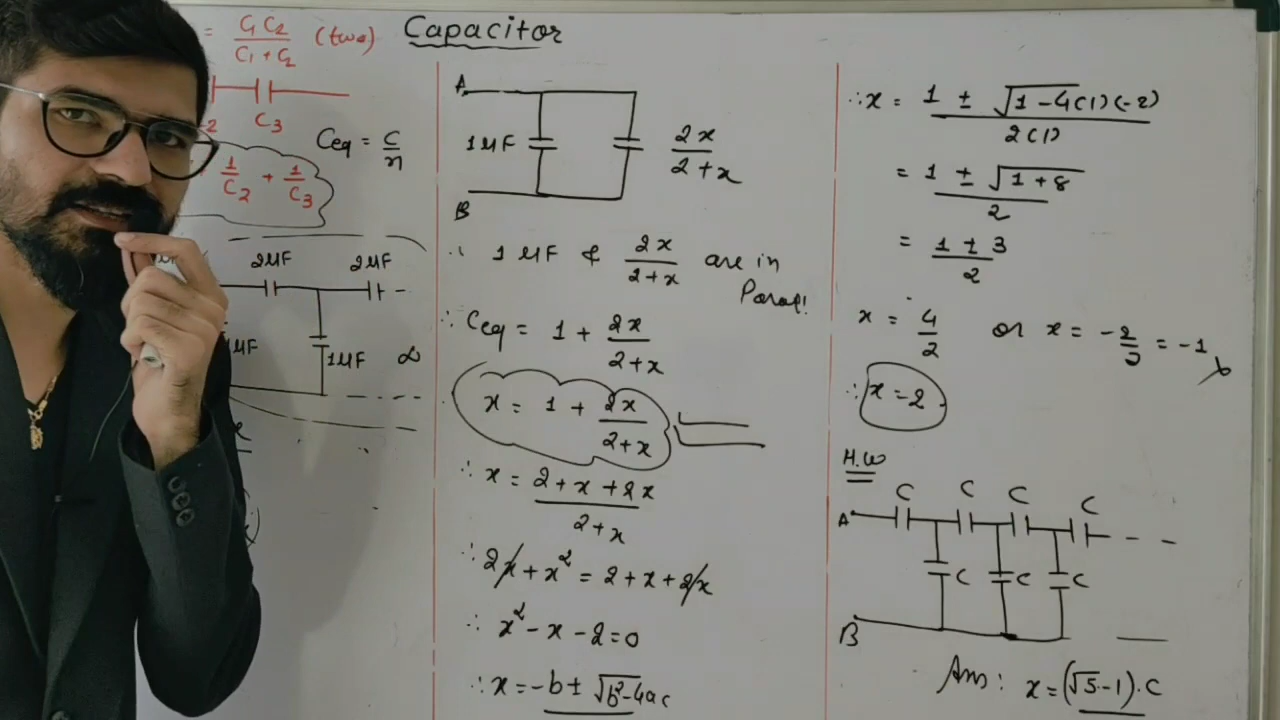 Capacitor
= C₁ C₂ / C₁ + C₂ (two)
C₃
Ceq = C/n
1/C₂ + 1/C₃
2µF 2µF
µF 1µF ∞
A
1µF 2x/2+x
B
∴ 1µF & 2x/2+x are in
Paral!
∴ Ceq = 1 + 2x/2+x
x = 1 + 2x/2+x
∴ x = 2+x+2x/2+x
∴ 2x + x² = 2 + x + 2x
∴ x² - x - 2 = 0
∴ x = -b ± √b²-4ac
∴ x = 1 ± √1-4(1)(-2) / 2(1)
= 1 ± √1+8 / 2
= 1 ± 3 / 2
x = 4/2 or x = -2/2 = -1
∴ x = 2
H.W
C C C C
A
C C C
B
Ans: x = (√5-1).C